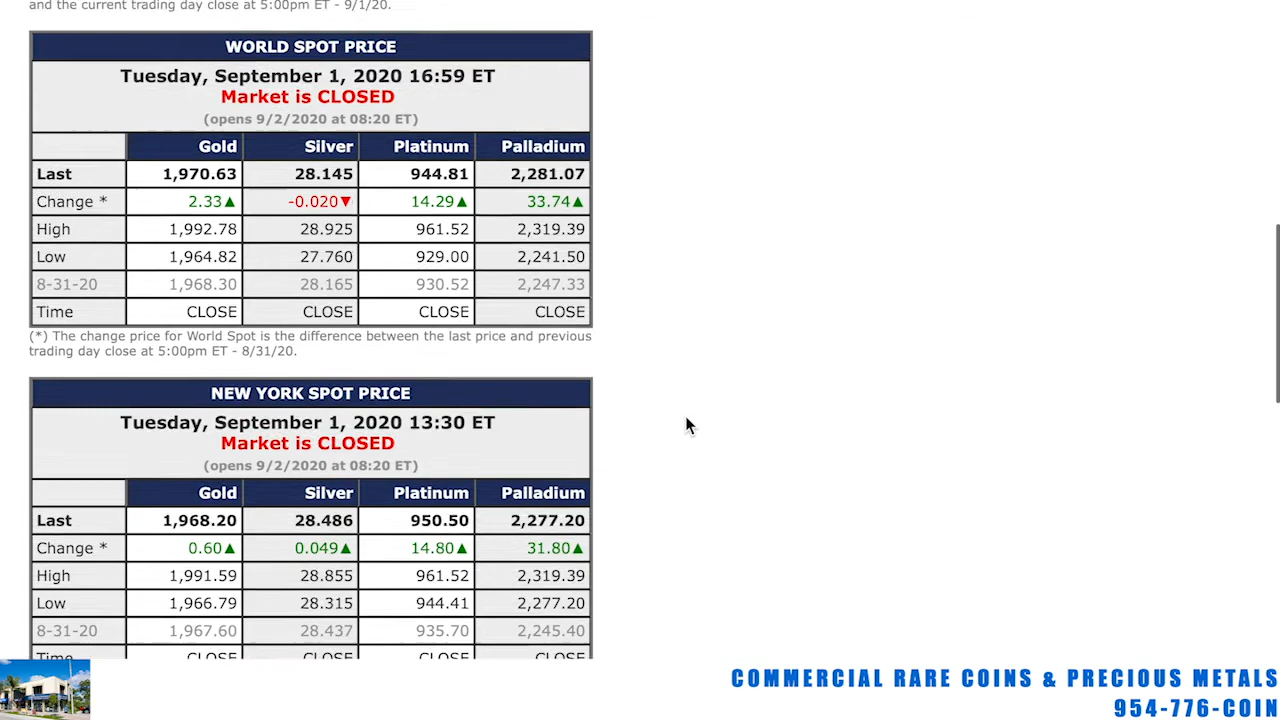 and the current trading day close at 5:00pm ET - 9/1/20.
WORLD SPOT PRICE
Tuesday, September 1, 2020 16:59 ET
Market is CLOSED
(opens 9/2/2020 at 08:20 ET)
Gold Silver Platinum Palladium
Last 1,970.63 28.145 944.81 2,281.07
Change * 2.33▲ -0.020▼ 14.29▲ 33.74▲
High 1,992.78 28.925 961.52 2,319.39
Low 1,964.82 27.760 929.00 2,241.50
8-31-20 1,968.30 28.165 930.52 2,247.33
Time CLOSE CLOSE CLOSE CLOSE
(*) The change price for World Spot is the difference between the last price and previous
trading day close at 5:00pm ET - 8/31/20.
NEW YORK SPOT PRICE
Tuesday, September 1, 2020 13:30 ET
Market is CLOSED
(opens 9/2/2020 at 08:20 ET)
Gold Silver Platinum Palladium
Last 1,968.20 28.486 950.50 2,277.20
Change * 0.60▲ 0.049▲ 14.80▲ 31.80▲
High 1,991.59 28.855 961.52 2,319.39
Low 1,966.79 28.315 944.41 2,277.20
8-31-20 1,967.60 28.437 935.70 2,245.40
Time CLOSE CLOSE CLOSE CLOSE
COMMERCIAL RARE COINS & PRECIOUS METALS
954-776-COIN